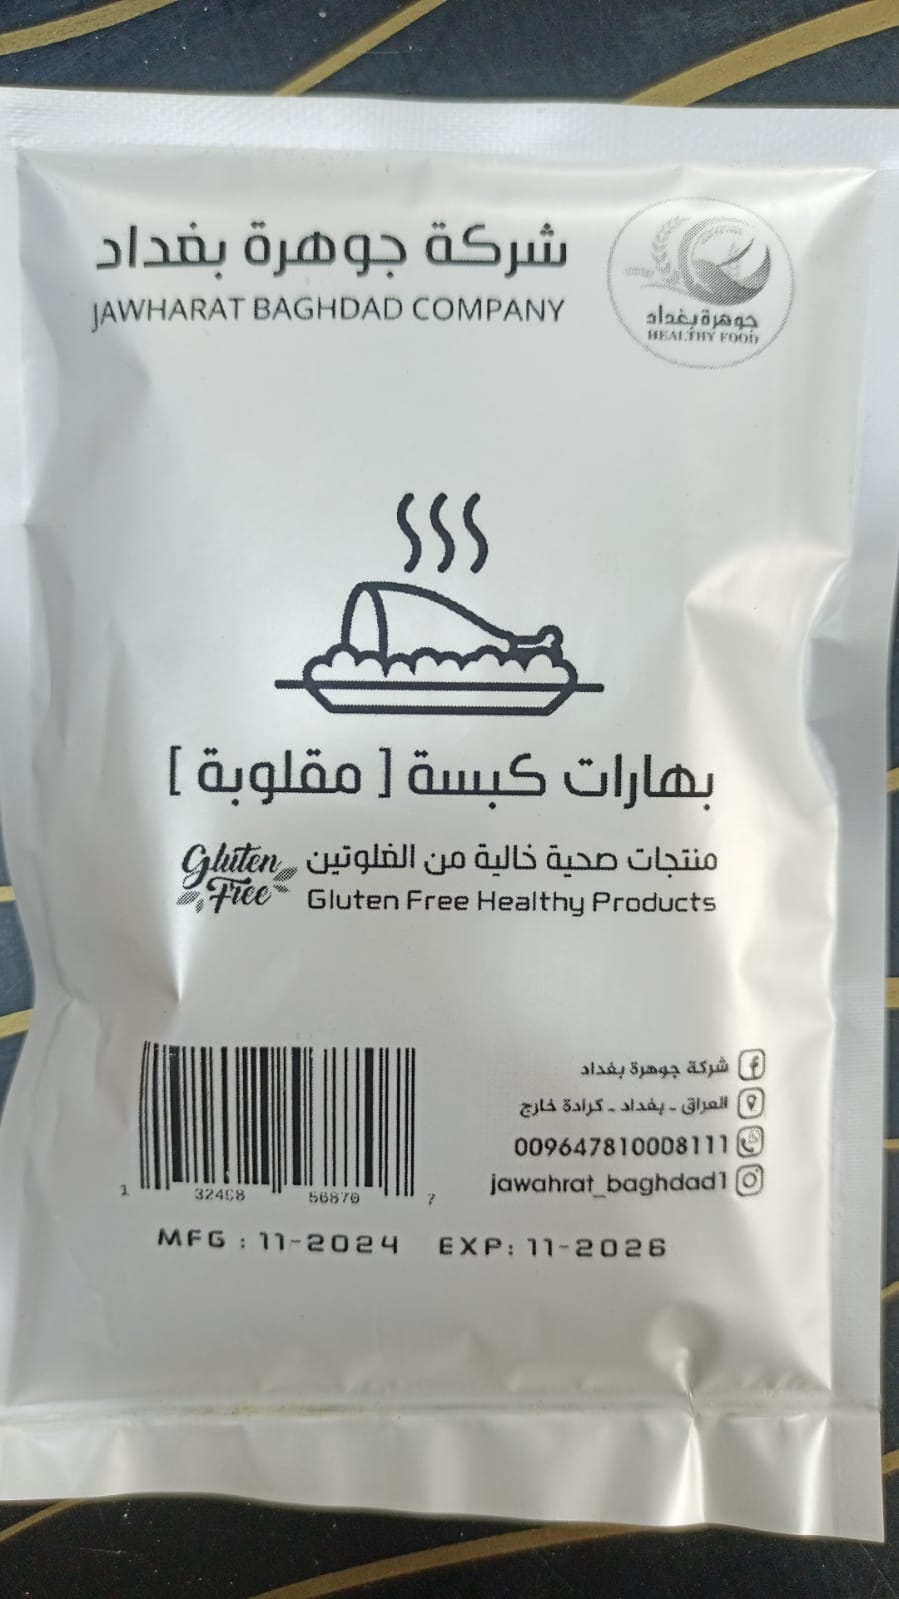 شركة جوهرة بغداد
JAWHARAT BAGHDAD COMPANY
جوهرة بغداد
HEALTHY FOOD
بهارات كبسة [ مقلوبة ]
Gluten Free
منتجات صحية خالية من الغلوتين
Gluten Free Healthy Products
شركة جوهرة بغداد
العراق - بغداد - كرادة خارج
009647810008111
jawahrat_baghdad1
1 32498 56870 7
MFG : 11-2024 EXP: 11-2026